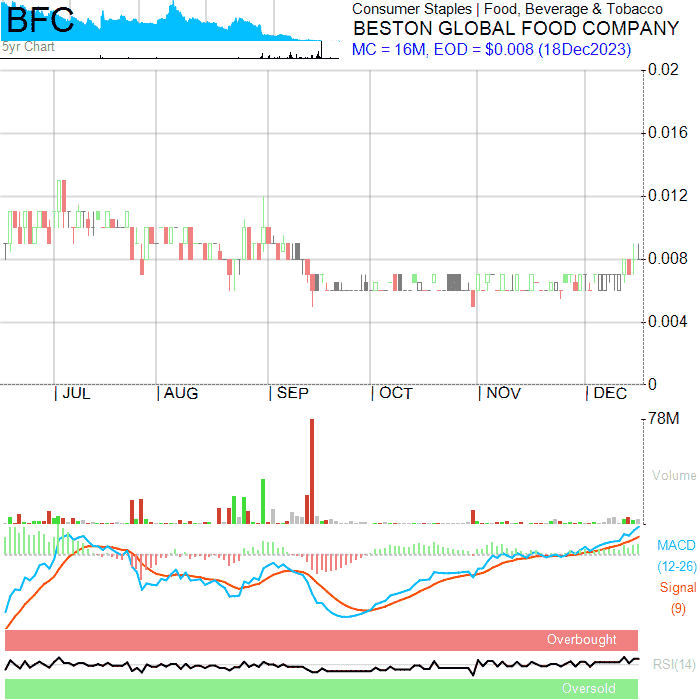 BFC
5yr Chart
Consumer Staples | Food, Beverage & Tobacco
BESTON GLOBAL FOOD COMPANY
MC = 16M, EOD = $0.008 (18Dec2023)
0.02
0.016
0.012
0.008
0.004
0
JUL AUG SEP OCT NOV DEC
78M
Volume
MACD
(12-26)
Signal
(9)
Overbought
RSI(14)
Oversold